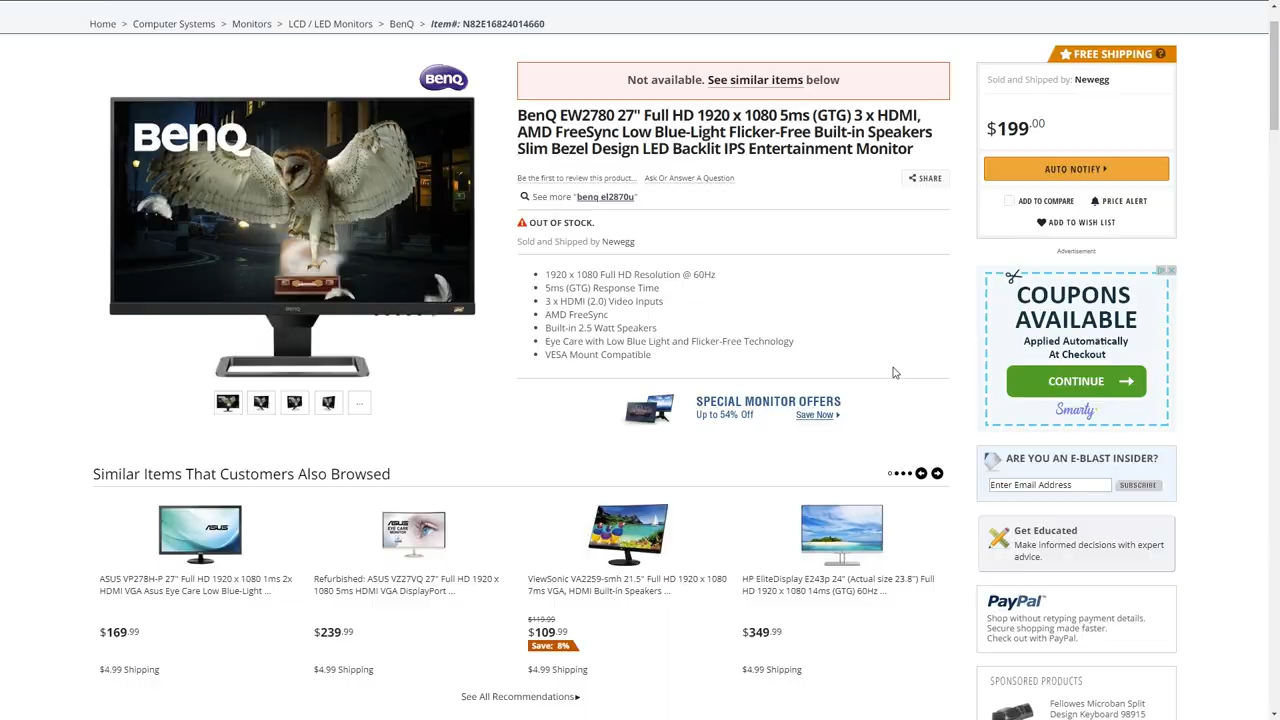 Home > Computer Systems > Monitors > LCD / LED Monitors > BenQ > Item#: N82E16824014660
FREE SHIPPING ?
BenQ
BenQ
BenQ
Not available. See similar items below
BenQ EW2780 27" Full HD 1920 x 1080 5ms (GTG) 3 x HDMI,
AMD FreeSync Low Blue-Light Flicker-Free Built-in Speakers
Slim Bezel Design LED Backlit IPS Entertainment Monitor
Be the first to review this product... Ask Or Answer A Question
SHARE
See more "benq el2870u"
OUT OF STOCK.
Sold and Shipped by Newegg
• 1920 x 1080 Full HD Resolution @ 60Hz
• 5ms (GTG) Response Time
• 3 x HDMI (2.0) Video Inputs
• AMD FreeSync
• Built-in 2.5 Watt Speakers
• Eye Care with Low Blue Light and Flicker-Free Technology
• VESA Mount Compatible
...
SPECIAL MONITOR OFFERS
Up to 54% Off Save Now
Sold and Shipped by: Newegg
$199.00
AUTO NOTIFY
ADD TO COMPARE PRICE ALERT
ADD TO WISH LIST
Advertisement
COUPONS
AVAILABLE
Applied Automatically
At Checkout
CONTINUE →
Smarty
ARE YOU AN E-BLAST INSIDER?
Enter Email Address SUBSCRIBE
Get Educated
Make informed decisions with expert
advice.
PayPal
Shop without retyping payment details.
Secure shopping made faster.
Check out with PayPal.
SPONSORED PRODUCTS
Fellowes Microban Split
Design Keyboard 98915
Similar Items That Customers Also Browsed
ASUS
ASUS VP278H-P 27" Full HD 1920 x 1080 1ms 2x
HDMI VGA Asus Eye Care Low Blue-Light ...
$169.99
$4.99 Shipping
ASUS
EYE CARE
MONITOR
Refurbished: ASUS VZ27VQ 27" Full HD 1920 x
1080 5ms HDMI VGA DisplayPort ...
$239.99
$4.99 Shipping
ViewSonic VA2259-smh 21.5" Full HD 1920 x 1080
7ms VGA, HDMI Built-in Speakers ...
$119.99
$109.99
Save: 8%
$4.99 Shipping
HP EliteDisplay E243p 24" (Actual size 23.8") Full
HD 1920 x 1080 14ms (GTG) 60Hz ...
$349.99
$4.99 Shipping
See All Recommendations